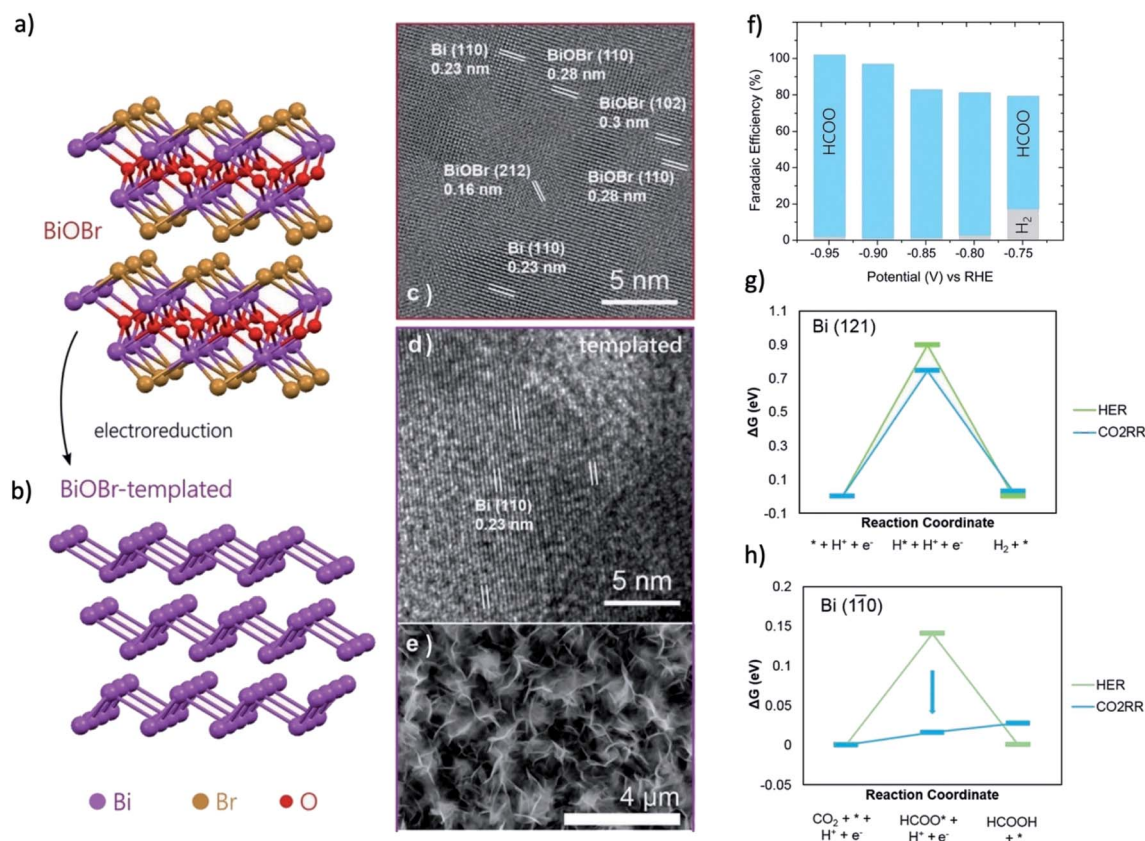 a)
BiOBr
electroreduction
b)
BiOBr-templated
Bi
Br
O
Bi (110)
0.23 nm
BiOBr (110)
0.28 nm
BiOBr (102)
0.3 nm
BiOBr (212)
0.16 nm
BiOBr (110)
0.28 nm
Bi (110)
0.23 nm
c )
5 nm
d )
templated
Bi (110)
0.23 nm
5 nm
e )
4 μm
f)
Faradaic Efficiency (%)
100
80
60
40
20
0
HCOO
HCOO
H₂
-0.95
-0.90
-0.85
-0.80
-0.75
Potential (V) vs RHE
g)
Bi (121)
ΔG (eV)
1.1
0.9
0.7
0.5
0.3
0.1
-0.1
HER
CO2RR
Reaction Coordinate
* + H⁺ + e⁻
H* + H⁺ + e⁻
H₂ + *
h)
Bi (11̅0)
ΔG (eV)
0.2
0.15
0.1
0.05
0
-0.05
HER
CO2RR
Reaction Coordinate
CO₂ + * +
H⁺ + e⁻
HCOO* +
H⁺ + e⁻
HCOOH
+ *